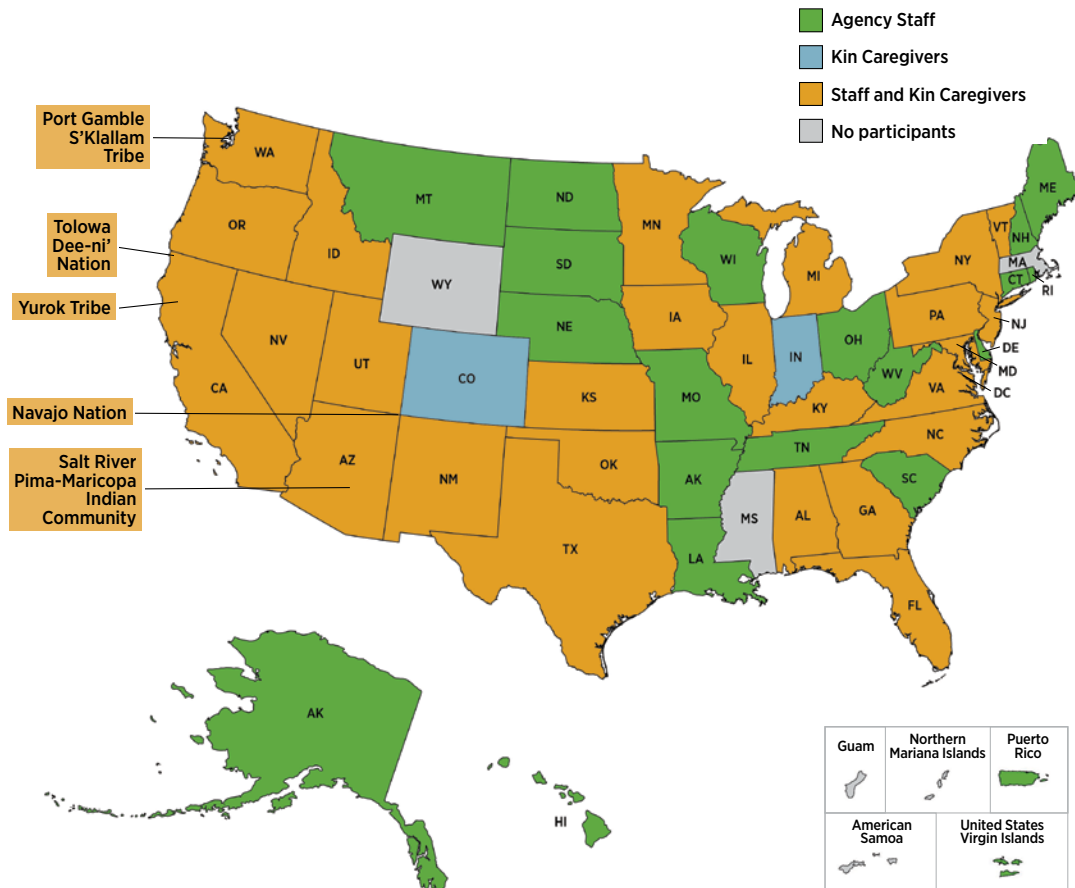 Agency Staff
Kin Caregivers
Staff and Kin Caregivers
No participants
Port Gamble
S'Klallam
Tribe
Tolowa
Dee-ni'
Nation
Yurok Tribe
Navajo Nation
Salt River
Pima-Maricopa
Indian
Community
WA
MT
ND
ME
OR
ID
MN
VT
NH
WY
SD
WI
MI
NY
MA
CT
RI
NE
IA
PA
NJ
NV
UT
CO
IL
IN
OH
DE
MD
DC
WV
VA
CA
KS
MO
KY
AZ
NM
OK
AK
TN
NC
SC
TX
LA
MS
AL
GA
FL
AK
HI
Guam
Northern
Mariana Islands
Puerto
Rico
American
Samoa
United States
Virgin Islands